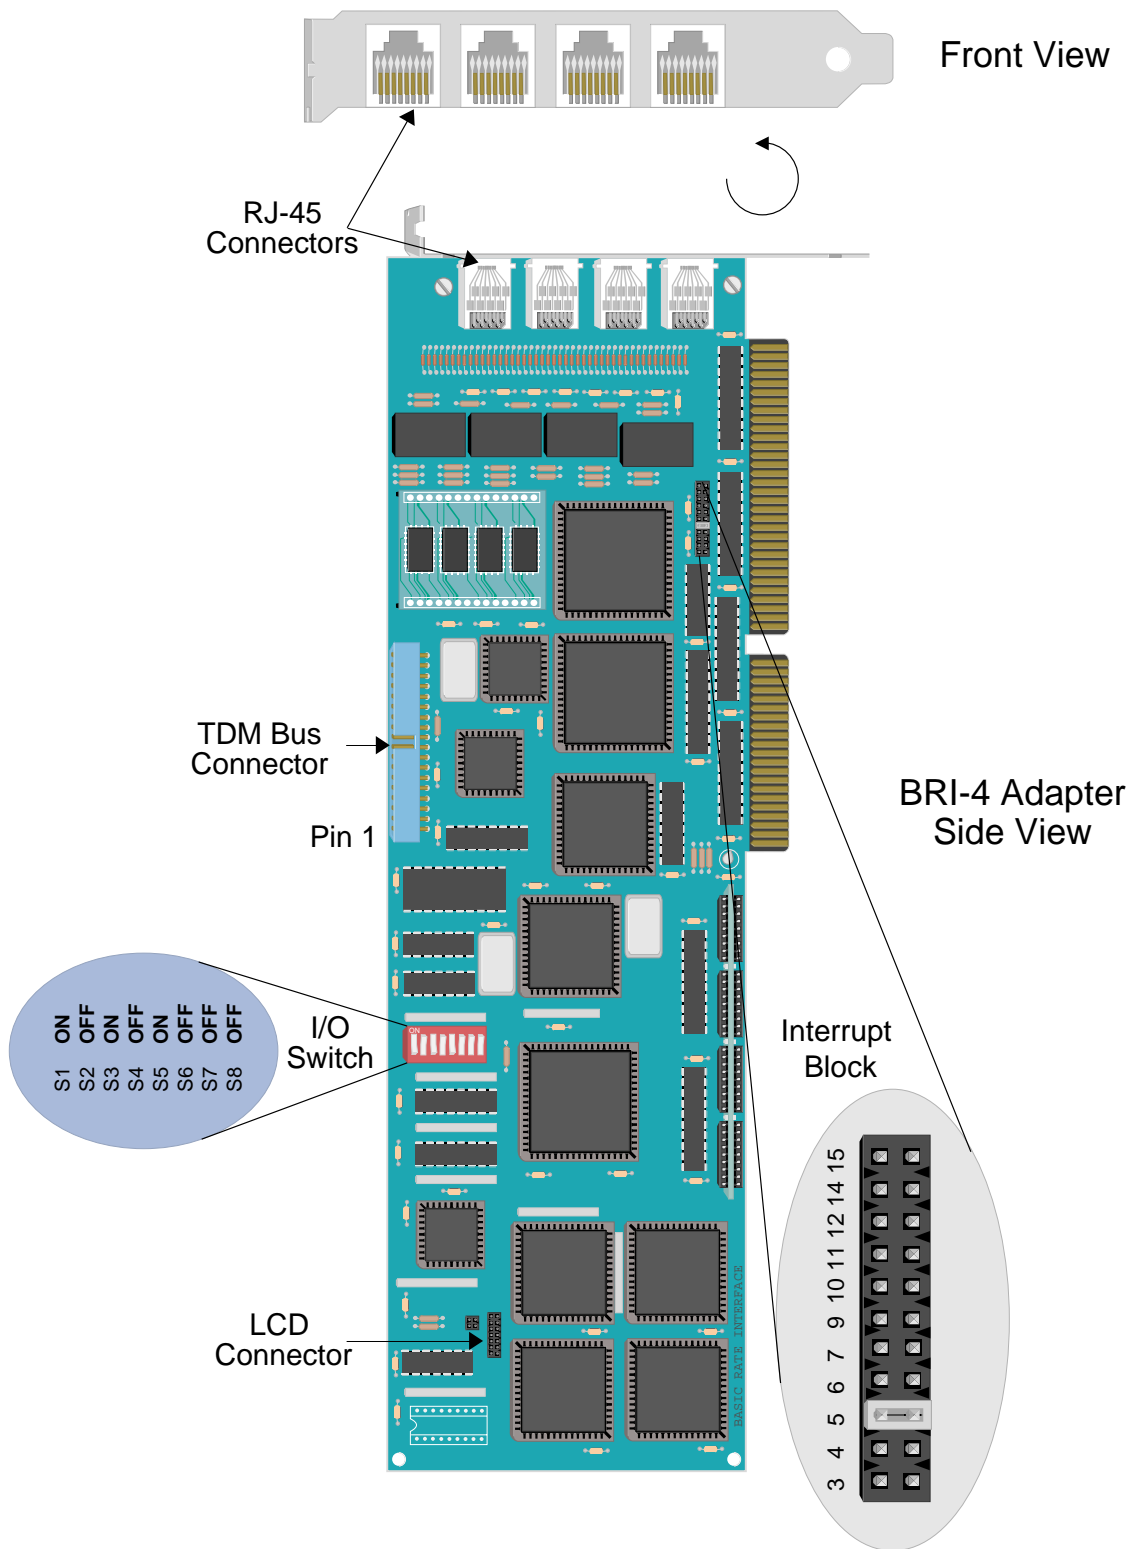 Front View
RJ-45
Connectors
TDM Bus
Connector
Pin 1
BRI-4 Adapter
Side View
S1 ON
S2 OFF
S3 ON
S4 OFF
S5 ON
S6 OFF
S7 OFF
S8 OFF
I/O
Switch
ON
Interrupt
Block
15
14
12
11
10
9
7
6
5
4
3
LCD
Connector
BASIC RATE INTERFACE